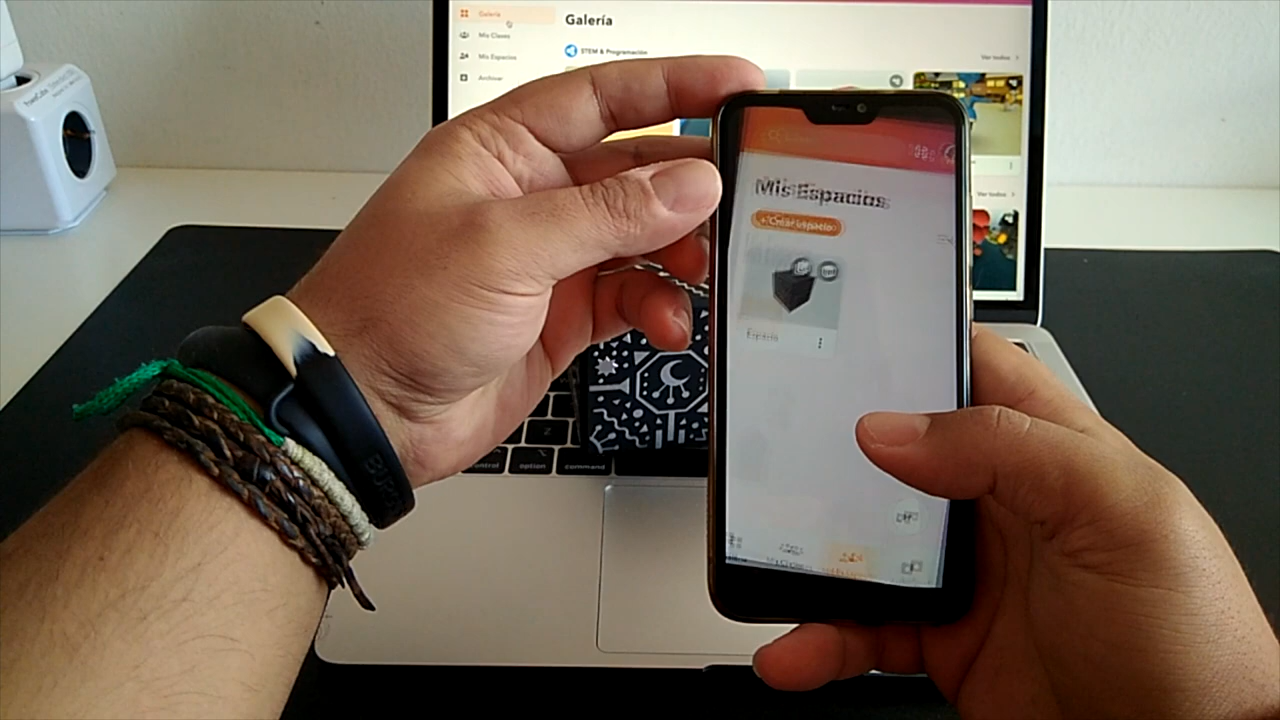 Galería
Galería
Mis Clases
STEM & Programación
Ver todos
Mis Espacios
Archivar
PowerCube
Mis Espacios
+ Crear espacio
Ver todos
Espacio
Z
control
option
command